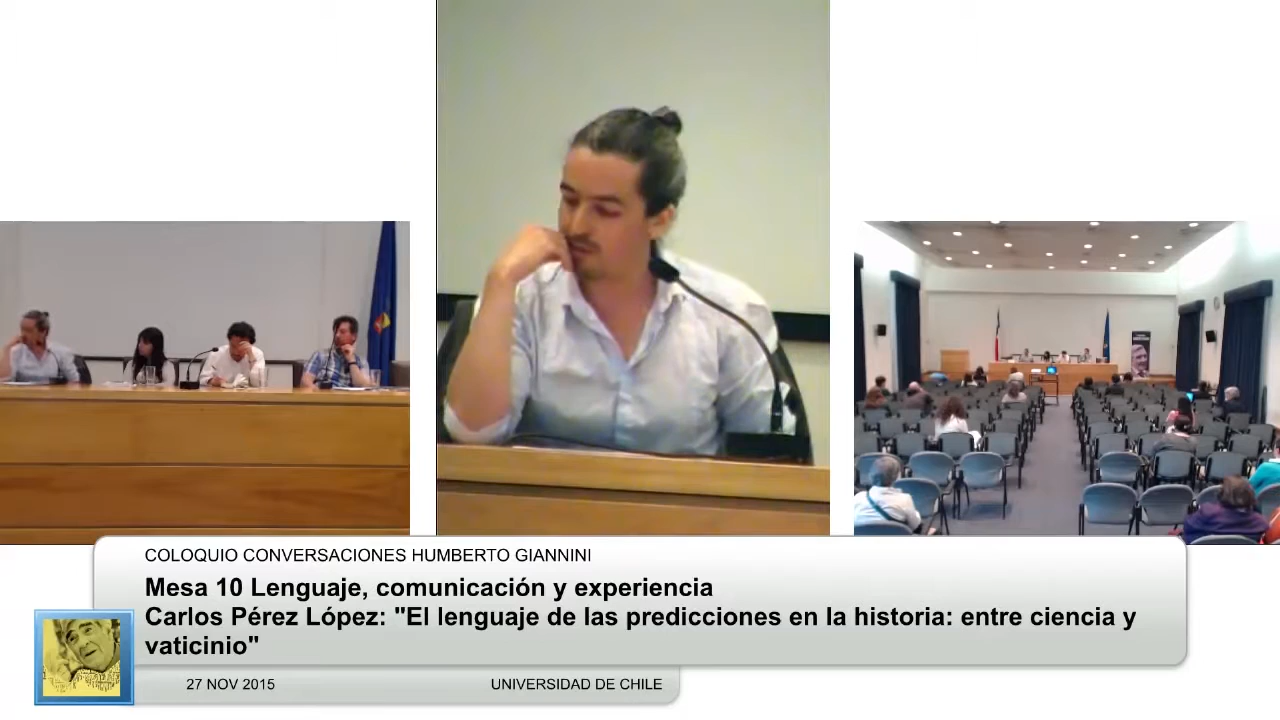 COLOQUIO CONVERSACIONES HUMBERTO GIANNINI
Mesa 10 Lenguaje, comunicación y experiencia
Carlos Pérez López: "El lenguaje de las predicciones en la historia: entre ciencia y
vaticinio"
27 NOV 2015 UNIVERSIDAD DE CHILE